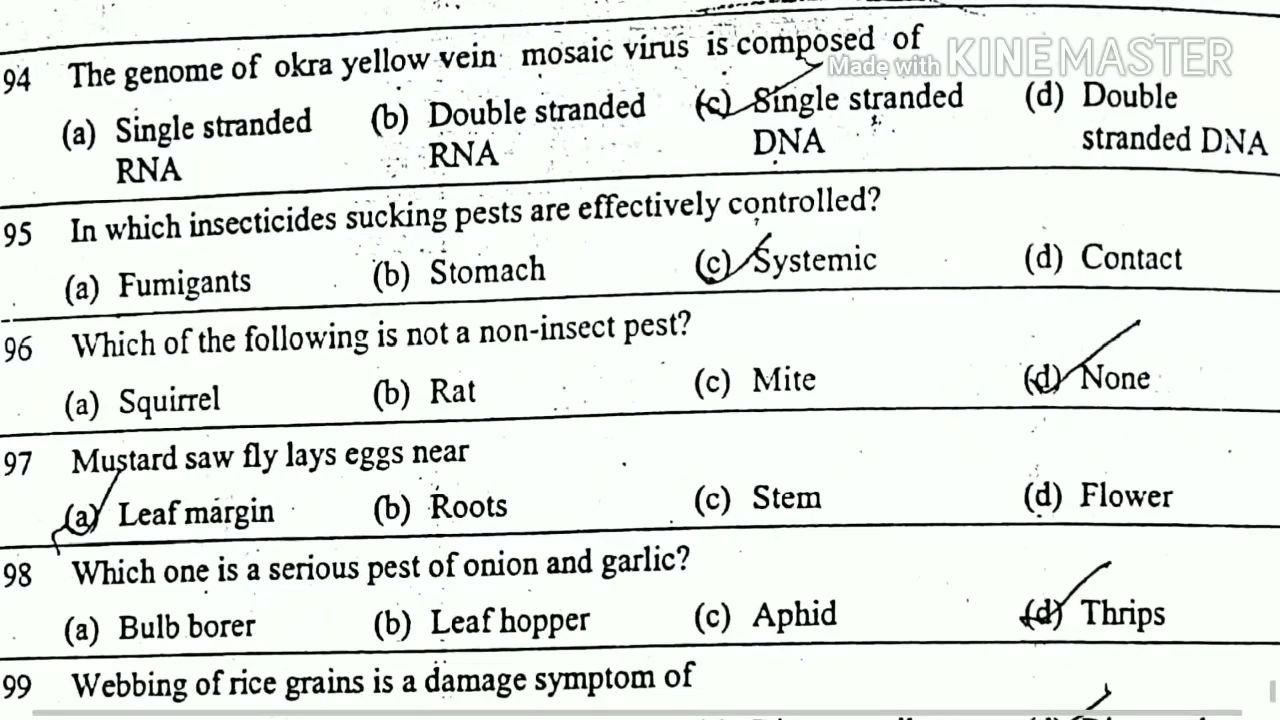 94 The genome of okra yellow vein mosaic virus is composed of
Made with KINEMASTER
(a) Single stranded RNA (b) Double stranded RNA (c) Single stranded DNA (d) Double stranded DNA
95 In which insecticides sucking pests are effectively controlled?
(a) Fumigants (b) Stomach (c) Systemic (d) Contact
96 Which of the following is not a non-insect pest?
(a) Squirrel (b) Rat (c) Mite (d) None
97 Mustard saw fly lays eggs near
(a) Leaf margin (b) Roots (c) Stem (d) Flower
98 Which one is a serious pest of onion and garlic?
(a) Bulb borer (b) Leaf hopper (c) Aphid (d) Thrips
99 Webbing of rice grains is a damage symptom of